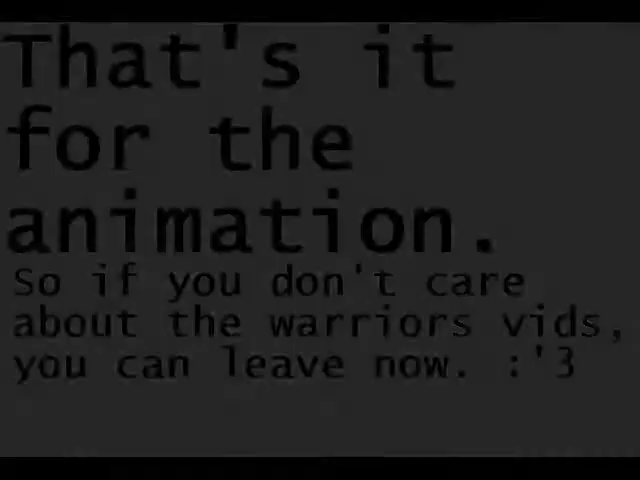 That's it
for the
animation.
So if you don't care
about the warriors vids,
you can leave now. :'3